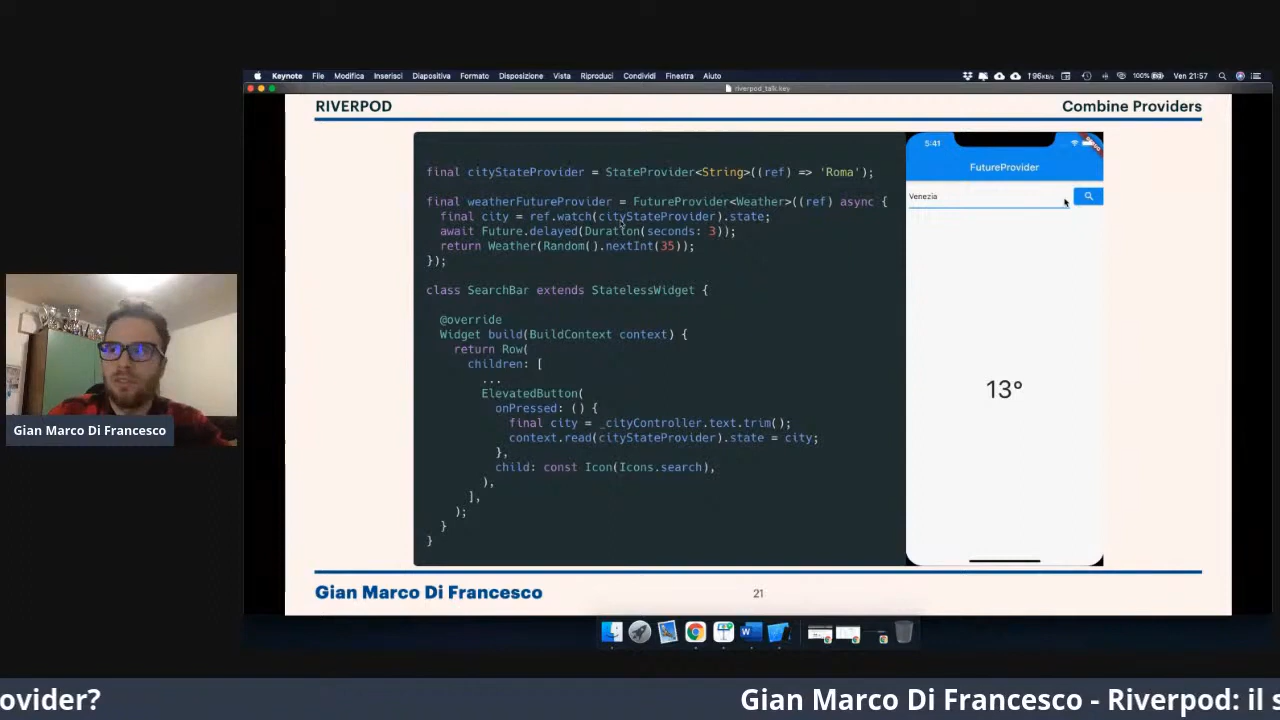 Keynote File Modifica Inserisci Diapositiva Formato Disposizione Vista Riproduci Condividi Finestra Aiuto 196KB/s 100% Ven 21:57
riverpod_talk.key
RIVERPOD Combine Providers
final cityStateProvider = StateProvider<String>((ref) => 'Roma');
final weatherFutureProvider = FutureProvider<Weather>((ref) async {
final city = ref.watch(cityStateProvider).state;
await Future.delayed(Duration(seconds: 3));
return Weather(Random().nextInt(35));
});
class SearchBar extends StatelessWidget {
@override
Widget build(BuildContext context) {
return Row(
children: [
...
ElevatedButton(
onPressed: () {
final city = _cityController.text.trim();
context.read(cityStateProvider).state = city;
},
child: const Icon(Icons.search),
),
],
);
}
}
5:41
FutureProvider
Venezia
13°
Gian Marco Di Francesco
Gian Marco Di Francesco 21
ovider? Gian Marco Di Francesco - Riverpod: il s